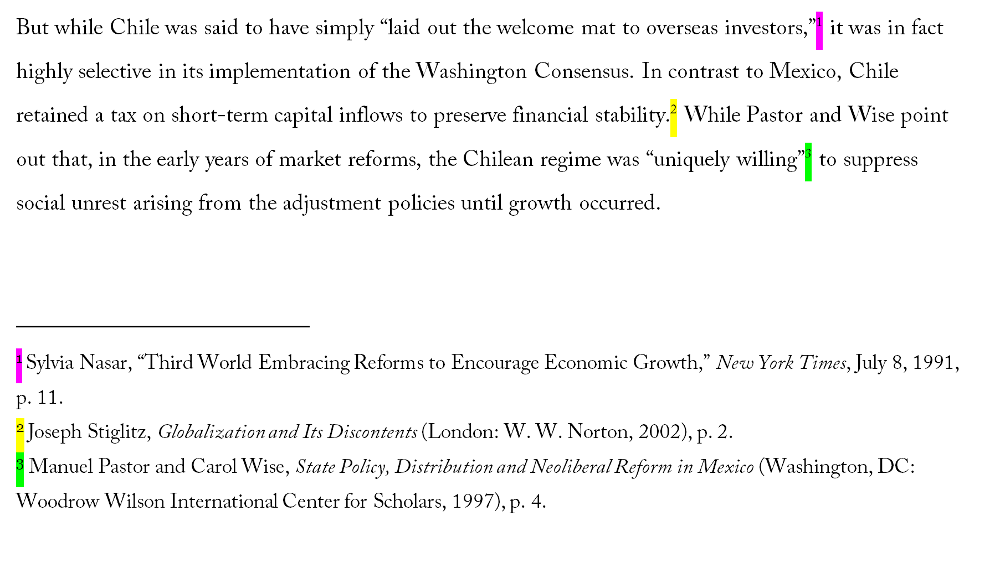 But while Chile was said to have simply “laid out the welcome mat to overseas investors,”1 it was in fact
highly selective in its implementation of the Washington Consensus. In contrast to Mexico, Chile
retained a tax on short-term capital inflows to preserve financial stability.2 While Pastor and Wise point
out that, in the early years of market reforms, the Chilean regime was “uniquely willing”3 to suppress
social unrest arising from the adjustment policies until growth occurred.
1 Sylvia Nasar, “Third World Embracing Reforms to Encourage Economic Growth,” New York Times, July 8, 1991,
p. 11.
2 Joseph Stiglitz, Globalization and Its Discontents (London: W. W. Norton, 2002), p. 2.
3 Manuel Pastor and Carol Wise, State Policy, Distribution and Neoliberal Reform in Mexico (Washington, DC:
Woodrow Wilson International Center for Scholars, 1997), p. 4.